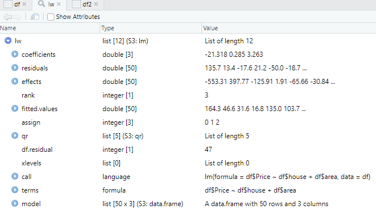 df lw df2
Show Attributes
Name Type Value
lw list [12] (S3: lm) List of length 12
coefficients double [3] -21.318 0.285 3.263
residuals double [50] 135.7 13.4 -17.6 21.2 -50.0 -18.7 ...
effects double [50] -553.31 397.77 -125.91 1.91 -65.66 -30.84 ...
rank integer [1] 3
fitted.values double [50] 164.3 46.6 31.6 16.8 135.0 103.7 ...
assign integer [3] 0 1 2
qr list [5] (S3: qr) List of length 5
df.residual integer [1] 47
xlevels list [0] List of length 0
call language lm(formula = df$Price ~ df$house + df$area, data = df)
terms formula df$Price ~ df$house + df$area
model list [50 x 3] (S3: data.frame) A data.frame with 50 rows and 3 columns